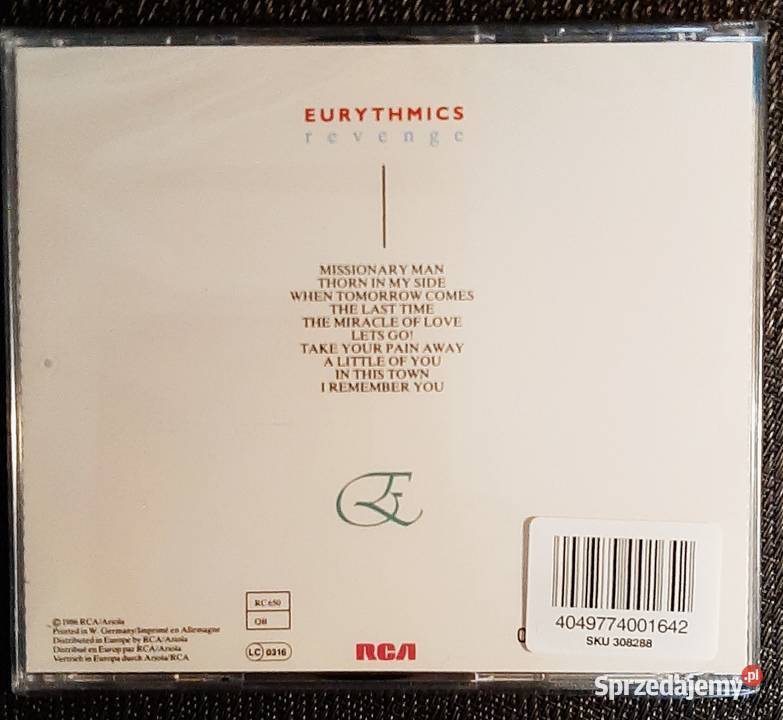 EURYTHMICS
revenge
MISSIONARY MAN
THORN IN MY SIDE
WHEN TOMORROW COMES
THE LAST TIME
THE MIRACLE OF LOVE
LETS GO!
TAKE YOUR PAIN AWAY
A LITTLE OF YOU
IN THIS TOWN
I REMEMBER YOU
RC 650
© 1986 RCA/Ariola
Printed in W. Germany/Imprimé en Allemagne
Distributed in Europe by RCA/Ariola
Distribué en Europ par RCA/Ariola
Vertrieb in Europa durch Ariola/RCA
LC 0316
RCA
4049774001642
SKU 308288
Sprzedajemy.pl